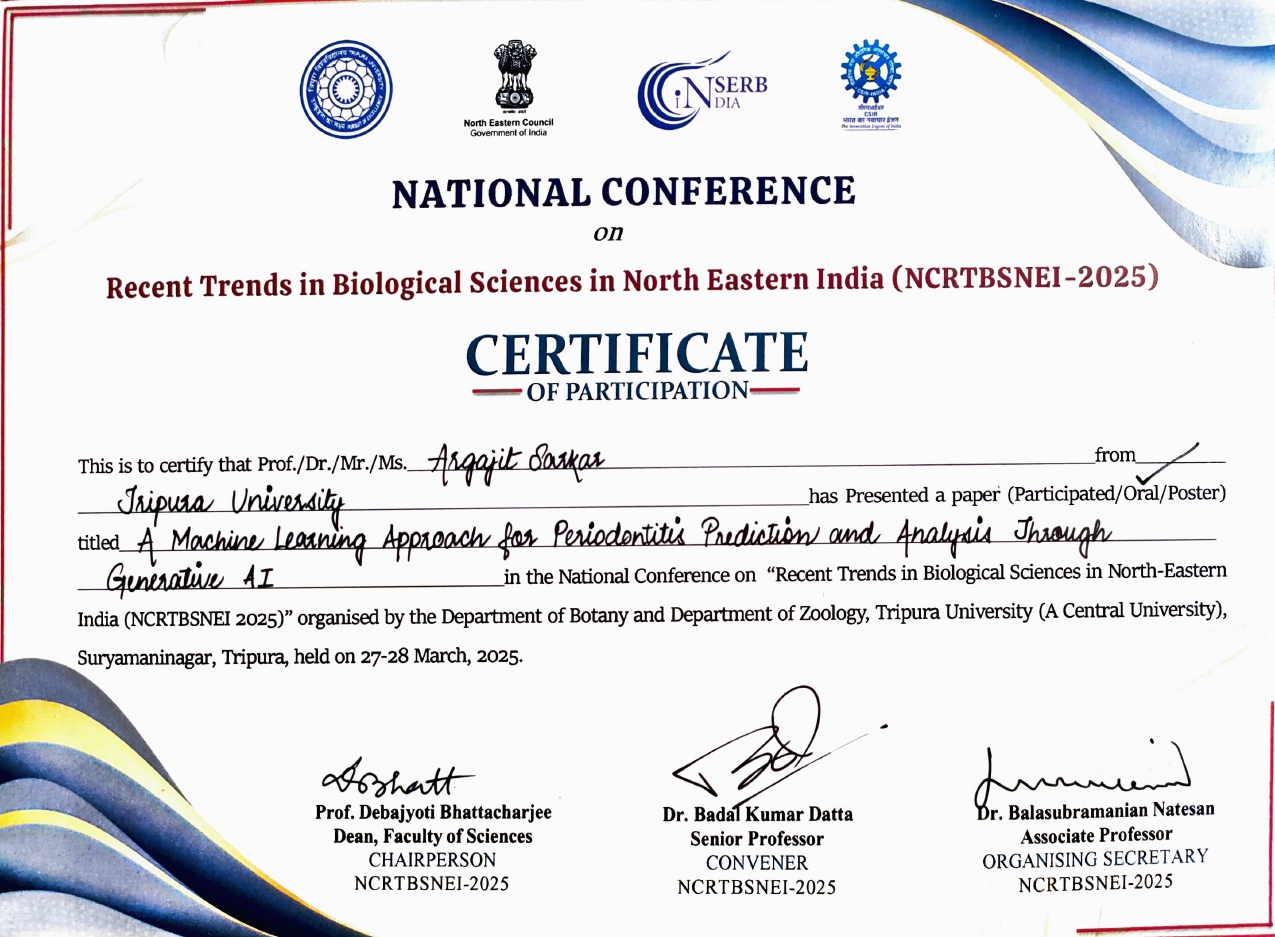 North Eastern Council
Government of India
iNSERB
INDIA
CSIR
The Innovation Engine of India
NATIONAL CONFERENCE
on
Recent Trends in Biological Sciences in North Eastern India (NCRTBSNEI-2025)
CERTIFICATE
OF PARTICIPATION
This is to certify that Prof./Dr./Mr./Ms. Argajit Sarkar from
Tripura University has Presented a paper (Participated/Oral/Poster)
titled A Machine Learning Approach for Periodontitis Prediction and Analysis Through
Generative AI in the National Conference on “Recent Trends in Biological Sciences in North-Eastern
India (NCRTBSNEI 2025)” organised by the Department of Botany and Department of Zoology, Tripura University (A Central University),
Suryamaninagar, Tripura, held on 27-28 March, 2025.
Prof. Debajyoti Bhattacharjee
Dean, Faculty of Sciences
CHAIRPERSON
NCRTBSNEI-2025
Dr. Badal Kumar Datta
Senior Professor
CONVENER
NCRTBSNEI-2025
Dr. Balasubramanian Natesan
Associate Professor
ORGANISING SECRETARY
NCRTBSNEI-2025